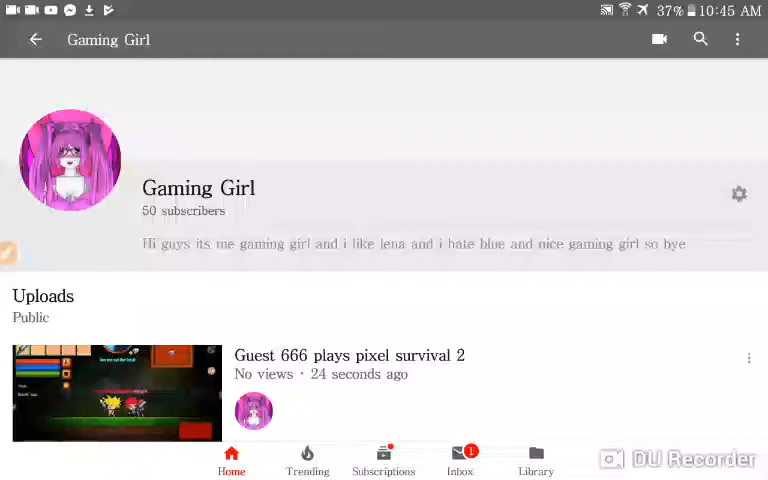 37% 10:45 AM
Gaming Girl
Gaming Girl
50 subscribers
Hi guys its me gaming girl and i like lena and i hate blue and nice gaming girl so bye
Uploads
Public
Guest 666 plays pixel survival 2
No views · 24 seconds ago
1
Home Trending Subscriptions Inbox Library
DU Recorder